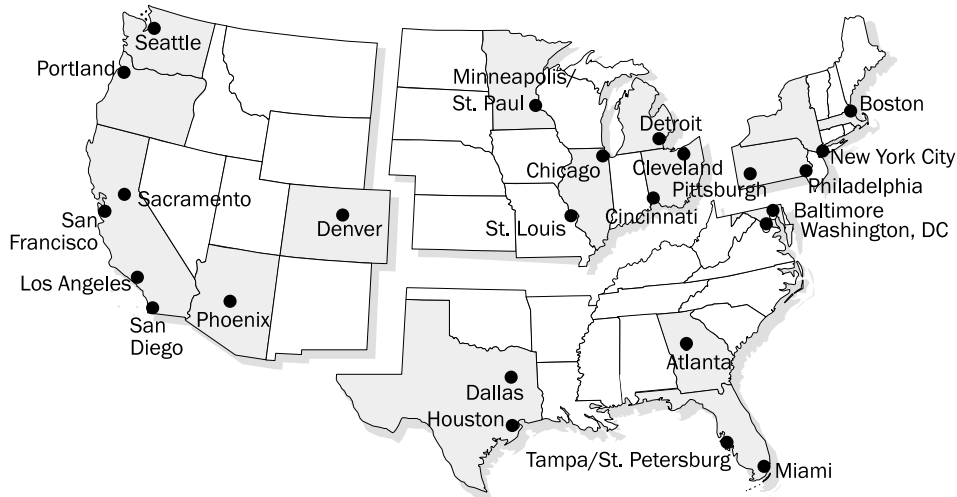 Seattle
Portland
Minneapolis/
St. Paul
Boston
Detroit
New York City
Chicago
Cleveland
Pittsburgh
Philadelphia
Sacramento
San
Francisco
Denver
St. Louis
Cincinnati
Baltimore
Washington, DC
Los Angeles
Phoenix
San
Diego
Atlanta
Dallas
Houston
Tampa/St. Petersburg
Miami